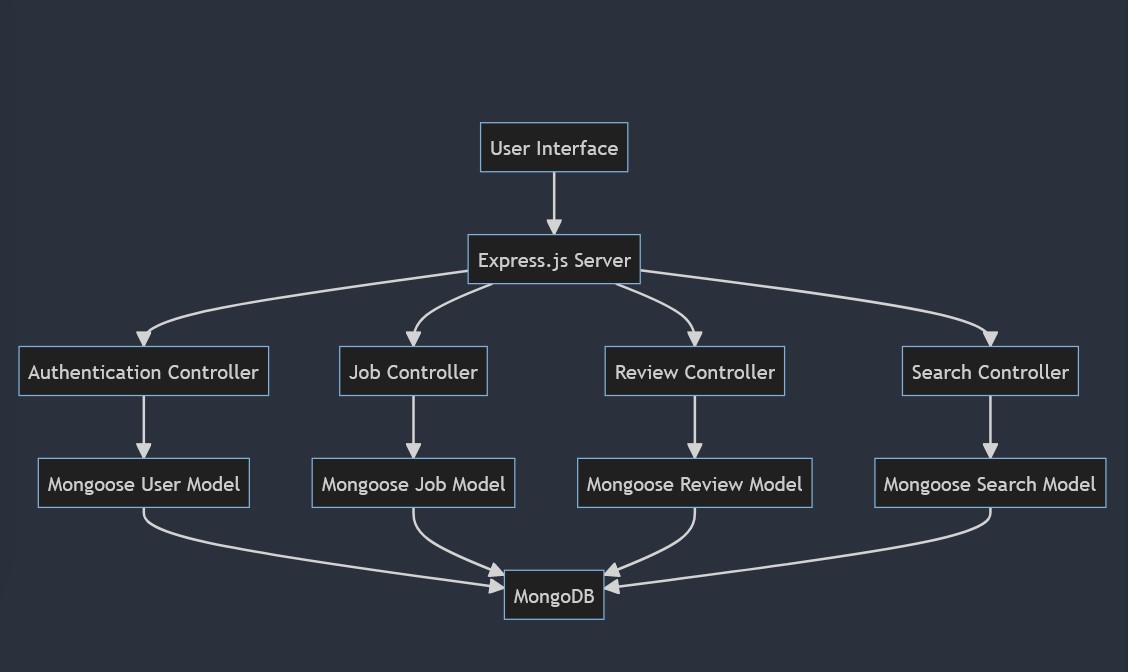 User Interface
Express.js Server
Authentication Controller
Job Controller
Review Controller
Search Controller
Mongoose User Model
Mongoose Job Model
Mongoose Review Model
Mongoose Search Model
MongoDB